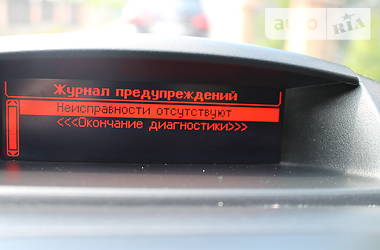 auto RIA
Журнал предупреждений
Неисправности отсутствуют
<<<Окончание диагностики>>>